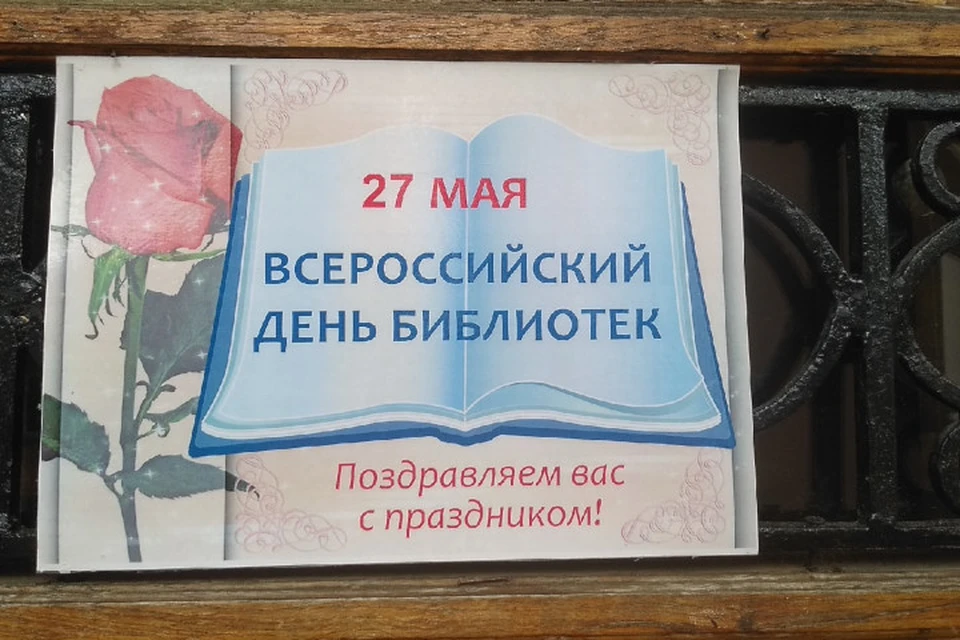 27 МАЯ
ВСЕРОССИЙСКИЙ
ДЕНЬ БИБЛИОТЕК
Поздравляем вас
с праздником!